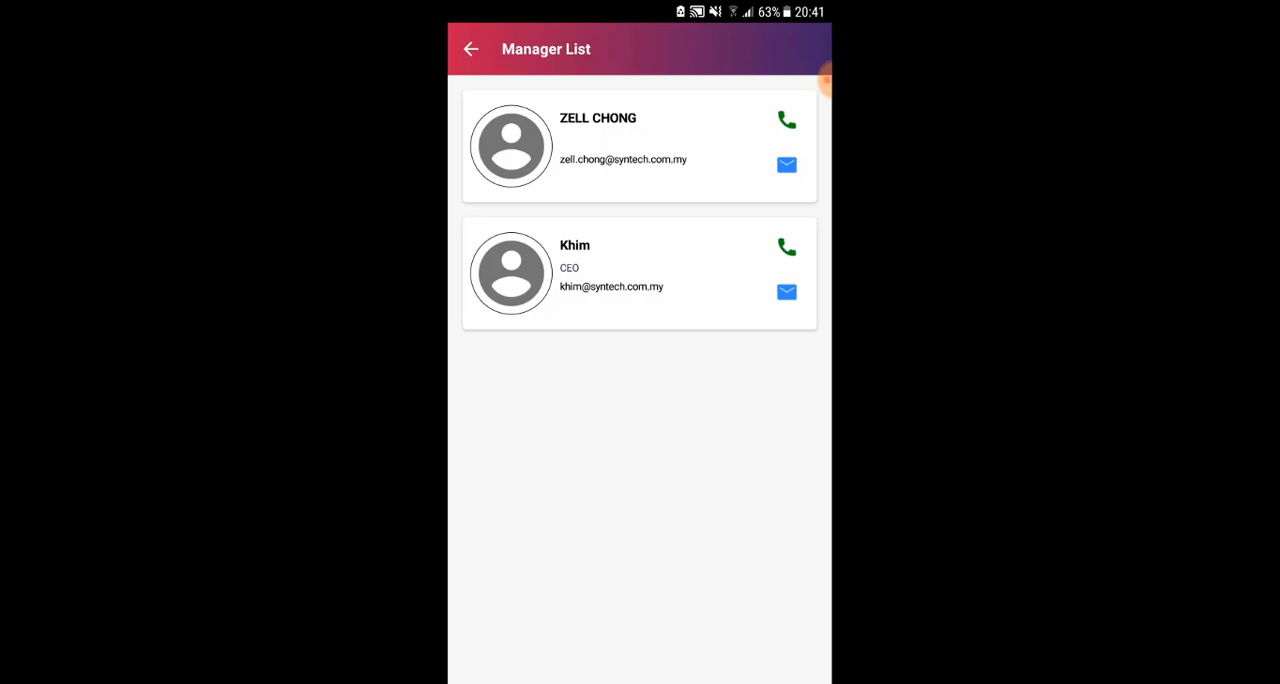 63% 20:41
Manager List
ZELL CHONG
zell.chong@syntech.com.my
Khim
CEO
khim@syntech.com.my